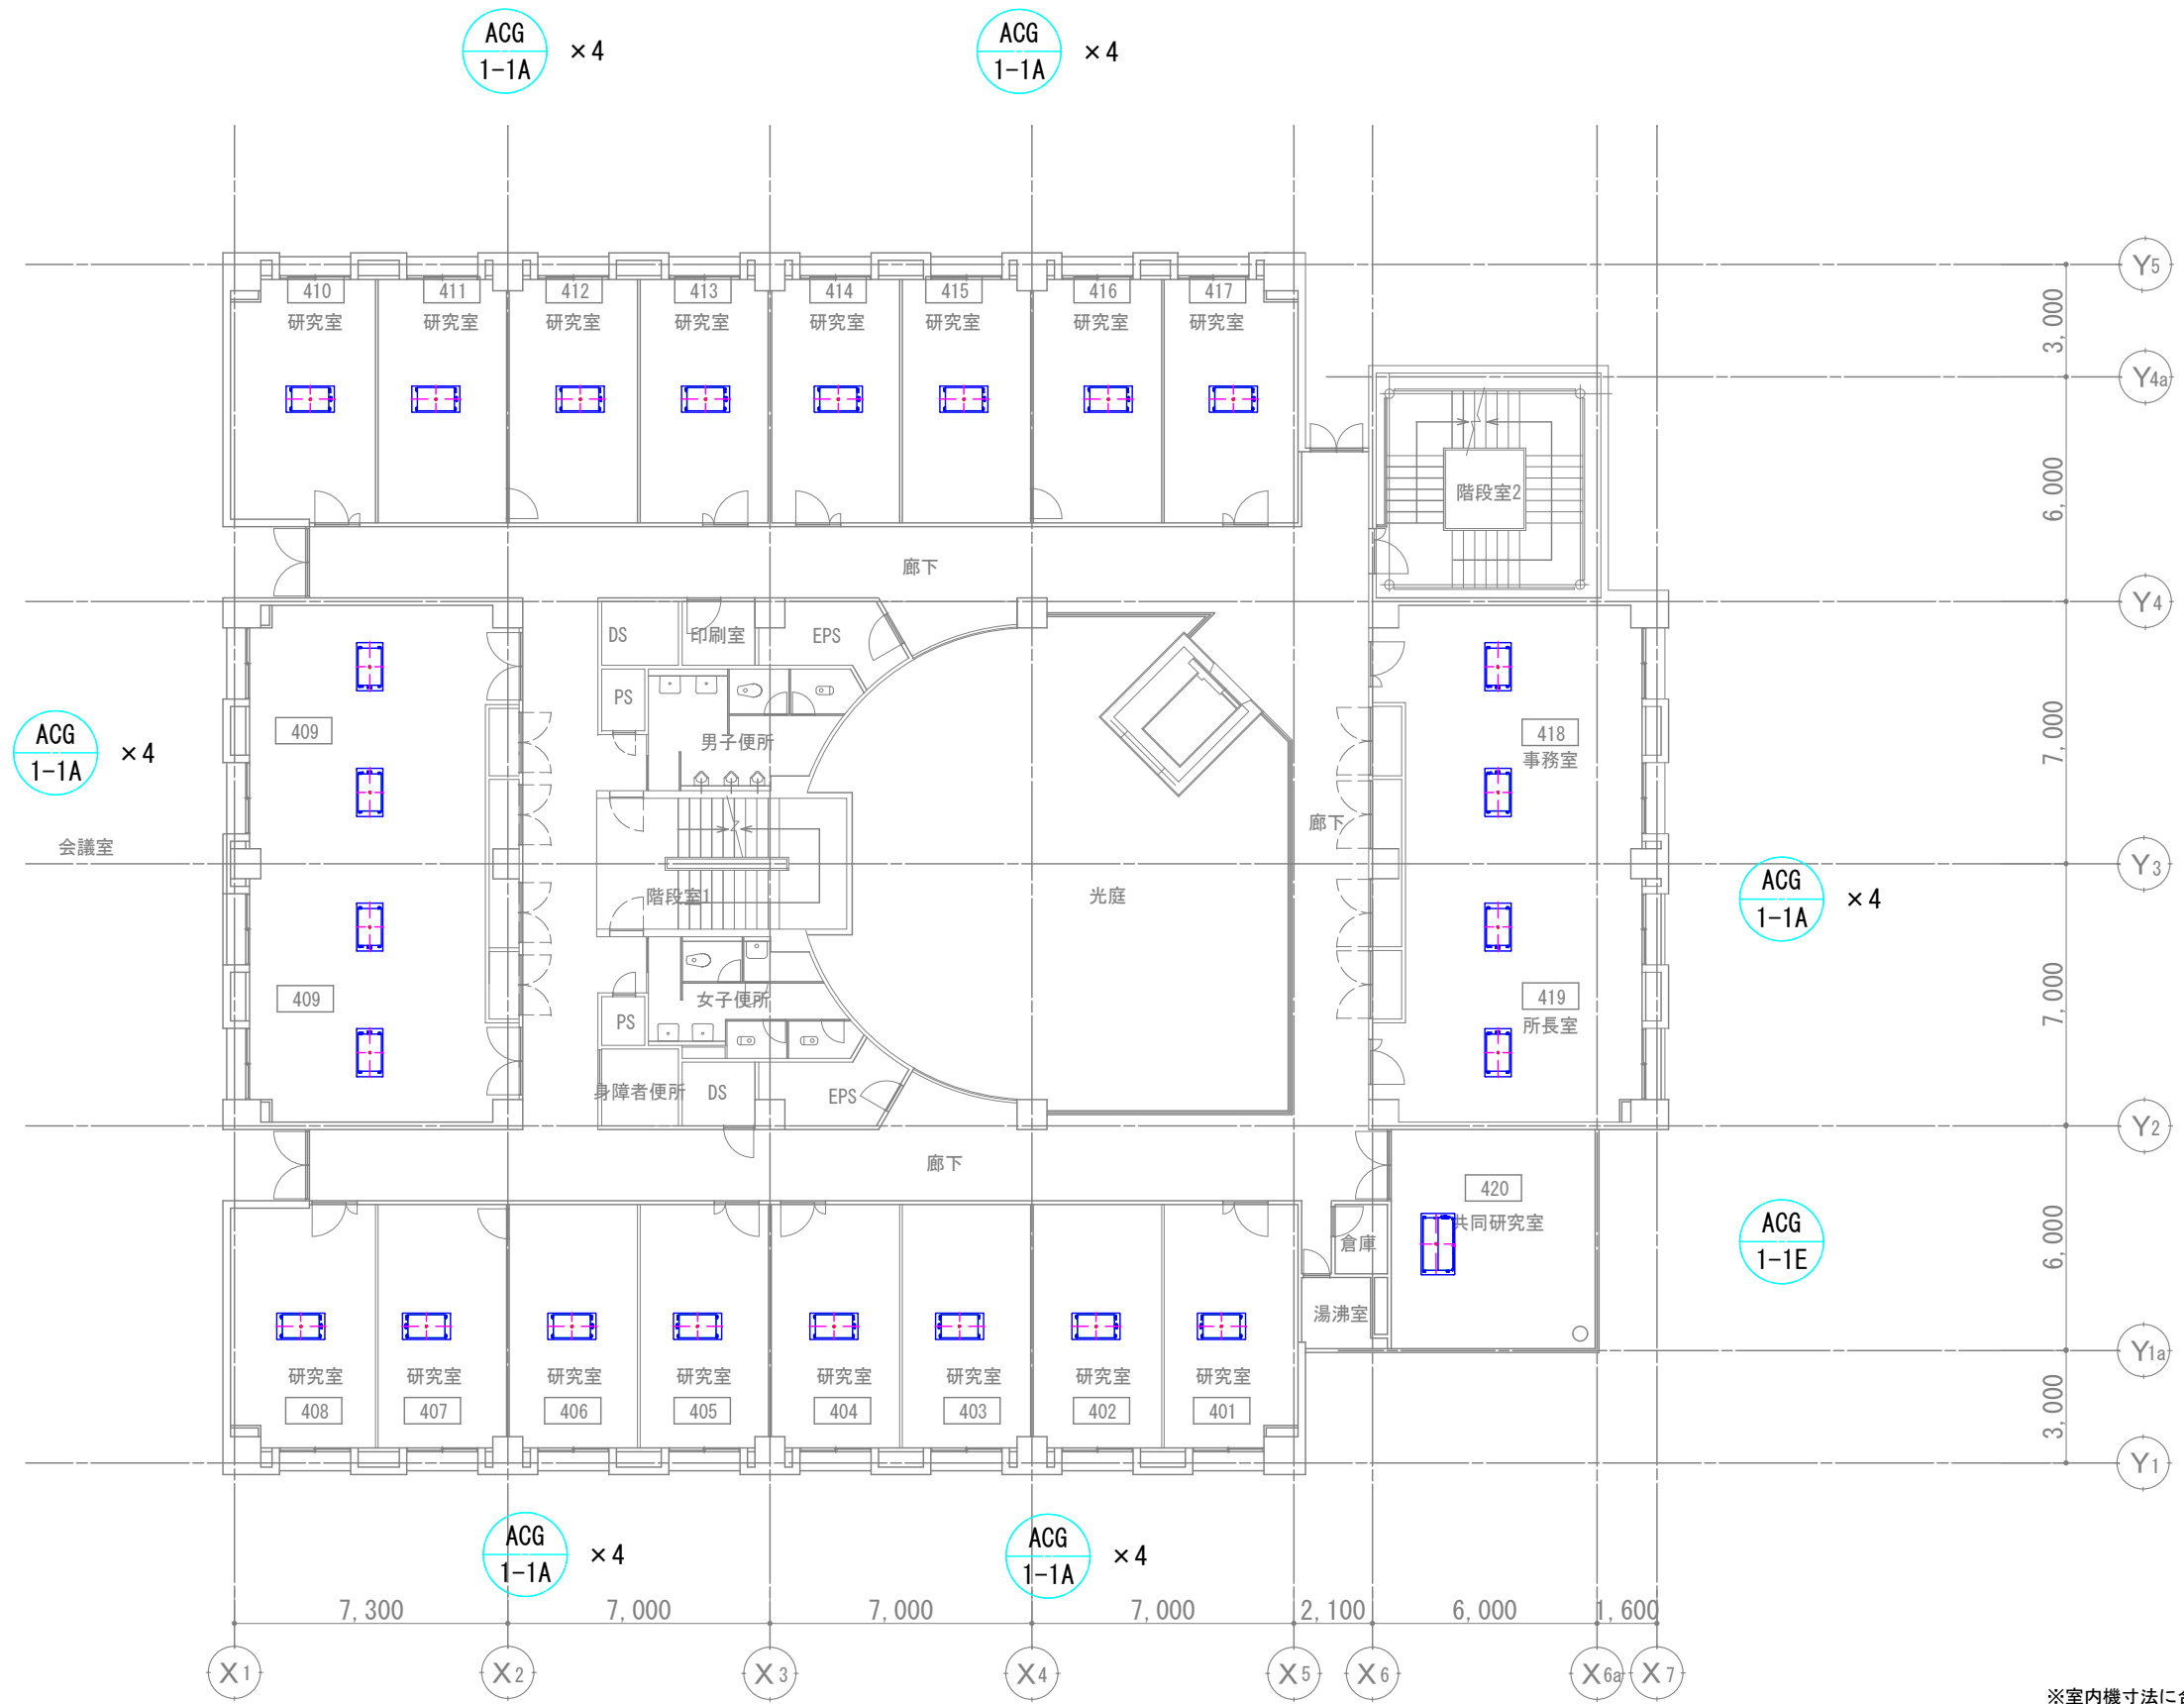 ACG
1-1A
×4
ACG
1-1A
×4
Y5
410
411
412
413
414
415
416
417
研究室
研究室
研究室
研究室
研究室
研究室
研究室
研究室
3,000
Y4a
6,000
階段室2
廊下
Y4
DS
印刷室
EPS
PS
409
男子便所
418
事務室
7,000
ACG
1-1A
×4
会議室
廊下
Y3
階段室1
光庭
ACG
1-1A
×4
409
女子便所
419
所長室
7,000
PS
身障者便所
DS
EPS
Y2
廊下
420
共同研究室
倉庫
ACG
1-1E
6,000
湯沸室
Y1a
研究室
研究室
研究室
研究室
研究室
研究室
研究室
研究室
408
407
406
405
404
403
402
401
3,000
Y1
ACG
1-1A
×4
ACG
1-1A
×4
7,300
7,000
7,000
7,000
2,100
6,000
1,600
X1
X2
X3
X4
X5
X6
X6a
X7
※室内機寸法に